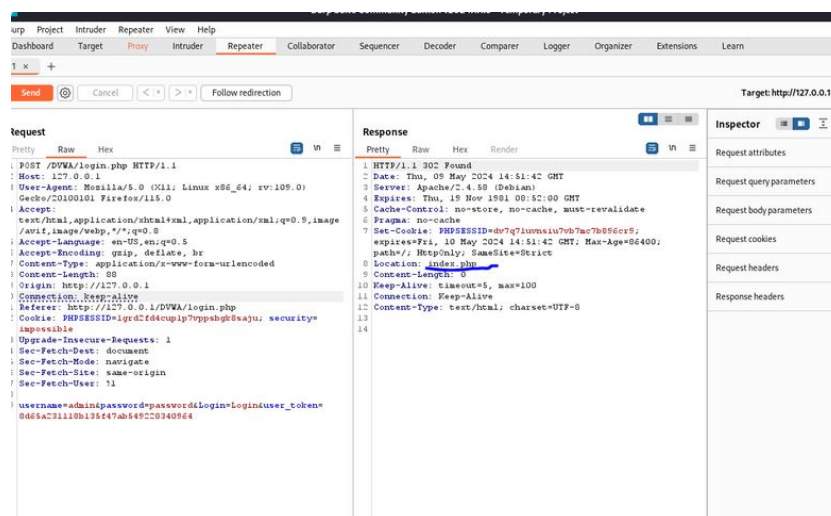 urp Project Intruder Repeater View Help
Dashboard Target Proxy Intruder Repeater Collaborator Sequencer Decoder Comparer Logger Organizer Extensions Learn
1 × +
Send Cancel < > Follow redirection Target: http://127.0.0.1
Request
Pretty Raw Hex \n
POST /DVWA/login.php HTTP/1.1
Host: 127.0.0.1
User-Agent: Mozilla/5.0 (X11; Linux x86_64; rv:109.0)
Gecko/20100101 Firefox/115.0
Accept:
text/html,application/xhtml+xml,application/xml;q=0.9,image
/avif,image/webp,*/*;q=0.8
Accept-Language: en-US,en;q=0.5
Accept-Encoding: gzip, deflate, br
Content-Type: application/x-www-form-urlencoded
Content-Length: 88
Origin: http://127.0.0.1
Connection: keep-alive
Referer: http://127.0.0.1/DVWA/login.php
Cookie: PHPSESSID=lgrd2fd4cuplp7vppsbgk8saju; security=
impossible
Upgrade-Insecure-Requests: 1
Sec-Fetch-Dest: document
Sec-Fetch-Mode: navigate
Sec-Fetch-Site: same-origin
Sec-Fetch-User: ?1
username=admin&password=password&Login=Login&user_token=
8d65a231118b135f47ab549228340964
Response
Pretty Raw Hex Render \n
1 HTTP/1.1 302 Found
2 Date: Thu, 09 May 2024 14:51:42 GMT
3 Server: Apache/2.4.58 (Debian)
4 Expires: Thu, 19 Nov 1981 08:52:00 GMT
5 Cache-Control: no-store, no-cache, must-revalidate
6 Pragma: no-cache
7 Set-Cookie: PHPSESSID=dv7q7luvnsiu7vb7mc7b896cr9;
expires=Fri, 10 May 2024 14:51:42 GMT; Max-Age=86400;
path=/; HttpOnly; SameSite=Strict
8 Location: index.php
9 Content-Length: 0
10 Keep-Alive: timeout=5, max=100
11 Connection: Keep-Alive
12 Content-Type: text/html; charset=UTF-8
13
14
Inspector
Request attributes
Request query parameters
Request body parameters
Request cookies
Request headers
Response headers